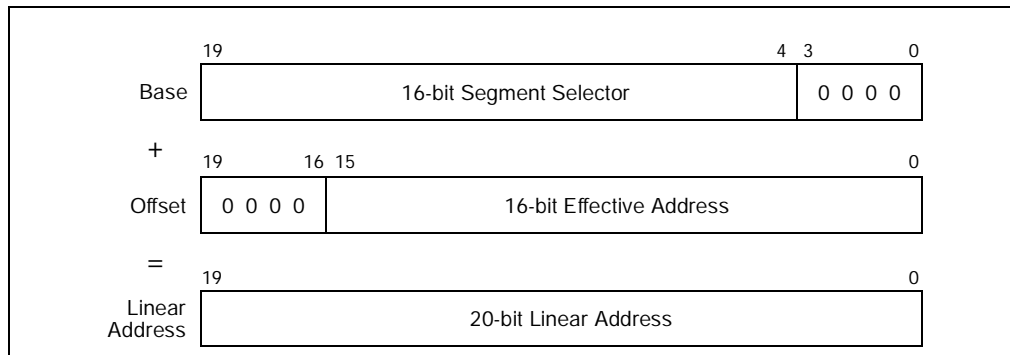 19 4 3 0
Base 16-bit Segment Selector 0 0 0 0
+
19 16 15 0
Offset 0 0 0 0 16-bit Effective Address
=
19 0
Linear
Address 20-bit Linear Address